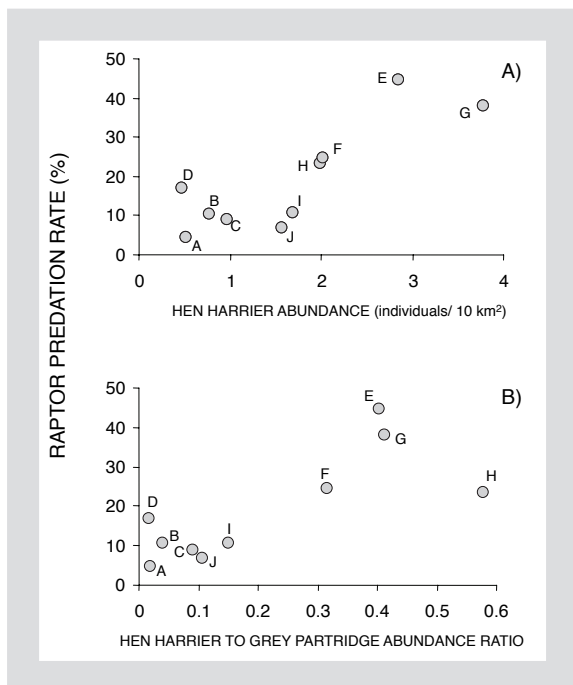 RAPTOR PREDATION RATE (%)
A)
50
40
30
20
10
0
E
G
F
H
D
B
C
A
I
J
0 1 2 3 4
HEN HARRIER ABUNDANCE (individuals/ 10 km²)
B)
50
40
30
20
10
0
E
G
F
H
D
B
C
A
I
J
0 0.1 0.2 0.3 0.4 0.5 0.6
HEN HARRIER TO GREY PARTRIDGE ABUNDANCE RATIO